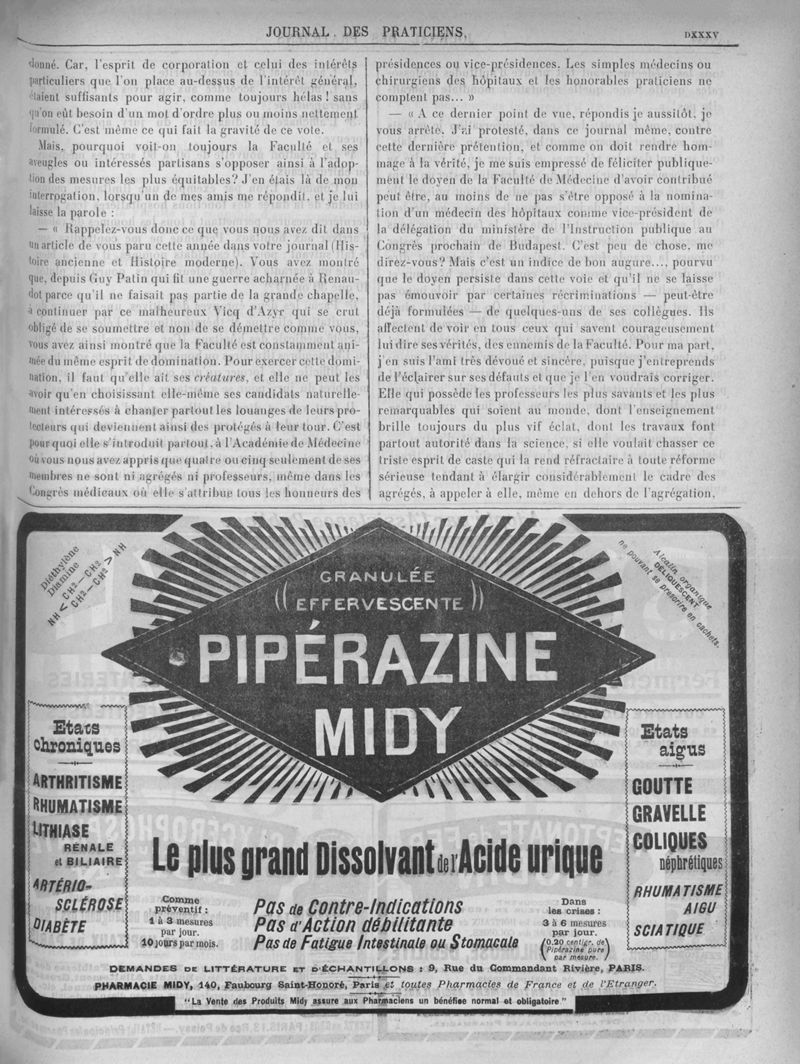 JOURNAL DES PRATICIENS.
DXXXV
donné. Car, l'esprit de corporation et celui des intérêts
particuliers que l'on place au-dessus de l'intérêt général,
étaient suffisants pour agir, comme toujours hélas ! sans
qu'on eût besoin d'un mot d'ordre plus ou moins nettement
formulé. C'est même ce qui fait la gravité de ce vote.
Mais, pourquoi voit-on toujours la Faculté et ses
aveugles ou intéressés partisans s'opposer ainsi à l'adop-
tion des mesures les plus équitables? J'en étais là de mon
interrogation, lorsqu'un de mes amis me répondit, et je lui
laisse la parole :
— « Rappelez-vous donc ce que vous nous avez dit dans
un article de vous paru cette année dans votre journal (His-
toire ancienne et Histoire moderne). Vous avez montré
que, depuis Guy Patin qui fit une guerre acharnée à Renau-
dot parce qu'il ne faisait pas partie de la grande chapelle,
à continuer par ce malheureux Vicq d'Azyr qui se crut
obligé de se soumettre et non de se démettre comme vous,
vous avez ainsi montré que la Faculté est constamment ani-
mée du même esprit de domination. Pour exercer cette domi-
nation, il faut qu'elle ait ses créatures, et elle ne peut les
avoir qu'en choisissant elle-même ses candidats naturelle-
ment intéressés à chanter partout les louanges de leurs pro-
tecteurs qui deviennent ainsi des protégés à leur tour. C'est
pourquoi elle s'introduit partout, à l'Académie de Médecine
où vous nous avez appris que quatre ou cinq seulement de ses
membres ne sont ni agrégés ni professeurs, même dans les
Congrès médicaux où elle s'attribue tous les honneurs des
présidences ou vice-présidences. Les simples médecins ou
chirurgiens des hôpitaux et les honorables praticiens ne
comptent pas... »
— « A ce dernier point de vue, répondis je aussitôt, je
vous arrête. J'ai protesté, dans ce journal même, contre
cette dernière prétention, et comme on doit rendre hom-
mage à la vérité, je me suis empressé de féliciter publique-
ment le doyen de la Faculté de Médecine d'avoir contribué
peut être, au moins de ne pas s'être opposé à la nomina-
tion d'un médecin des hôpitaux comme vice-président de
la délégation du ministère de l'Instruction publique au
Congrès prochain de Budapest. C'est peu de chose, me
direz-vous? Mais c'est un indice de bon augure..., pourvu
que le doyen persiste dans cette voie et qu'il ne se laisse
pas émouvoir par certaines récriminations — peut-être
déjà formulées — de quelques-uns de ses collègues. Ils
affectent de voir en tous ceux qui savent courageusement
lui dire ses vérités, des ennemis de la Faculté. Pour ma part,
j'en suis l'ami très dévoué et sincère, puisque j'entreprends
de l'éclairer sur ses défauts et que je l'en voudrais corriger.
Elle qui possède les professeurs les plus savants et les plus
remarquables qui soient au monde, dont l'enseignement
brille toujours du plus vif éclat, dont les travaux font
partout autorité dans la science, si elle voulait chasser ce
triste esprit de caste qui la rend réfractaire à toute réforme
sérieuse tendant à élargir considérablement le cadre des
agrégés, à appeler à elle, même en dehors de l'agrégation,
Diéthylène
Diamine
NH < CH² — CH² > NH
CH² — CH²
Alcalin organique
DÉLIQUESCENT
ne pouvant se prescrire en cachets.
GRANULÉE
(( EFFERVESCENTE ))
PIPÉRAZINE
MIDY
Etats
chroniques
ARTHRITISME
RHUMATISME
LITHIASE
RÉNALE
et BILIAIRE
ARTÉRIO-
SCLÉROSE
DIABÈTE
Etats
aigus
GOUTTE
GRAVELLE
COLIQUES
néphrétiques
RHUMATISME
AIGU
SCIATIQUE
Le plus grand Dissolvant de l'Acide urique
Comme
préventif :
1 à 3 mesures
par jour.
10 jours par mois.
Pas de Contre-Indications
Pas d'Action débilitante
Pas de Fatigue Intestinale ou Stomacale
Dans
les crises :
3 à 6 mesures
par jour.
(0.20 centigr. de
Pipérazine pure
par mesure.)
DEMANDES DE LITTÉRATURE ET D'ÉCHANTILLONS : 9, Rue du Commandant Rivière, PARIS.
PHARMACIE MIDY, 140, Faubourg Saint-Honoré, Paris et toutes Pharmacies de France et de l'Etranger.
"La Vente des Produits Midy assure aux Pharmaciens un bénéfice normal et obligatoire"